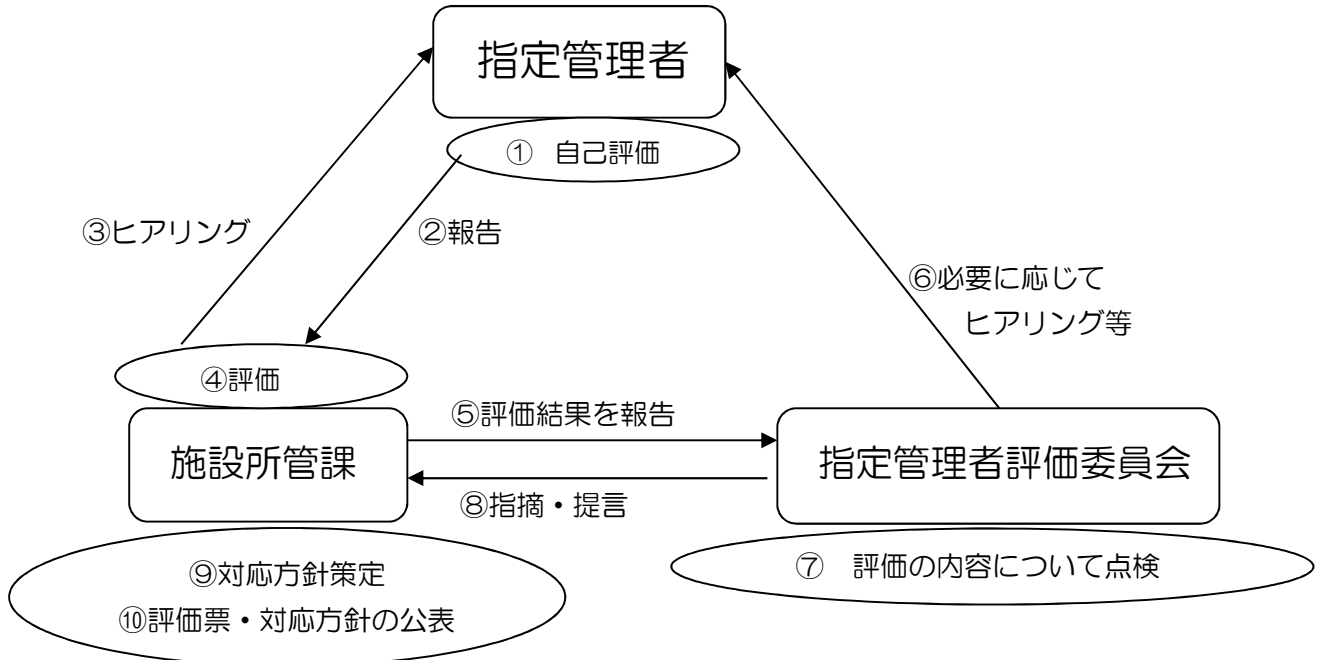 指定管理者
① 自己評価
③ヒアリング
②報告
⑥必要に応じて
ヒアリング等
④評価
⑤評価結果を報告
施設所管課
指定管理者評価委員会
⑧指摘・提言
⑨対応方針策定
⑩評価票・対応方針の公表
⑦ 評価の内容について点検